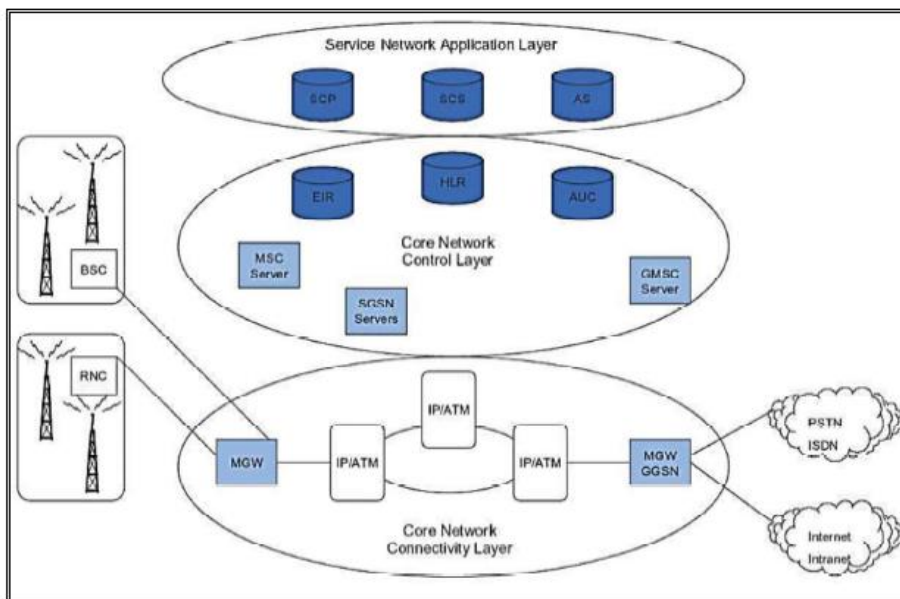 Service Network Application Layer
SCP
SCS
AS
EIR
HLR
AUC
Core Network
Control Layer
MSC
Server
SGSN
Servers
GMSC
Server
BSC
RNC
IP/ATM
MGW
IP/ATM
IP/ATM
MGW
GGSN
PSTN
ISDN
Core Network
Connectivity Layer
Internet
Intranet